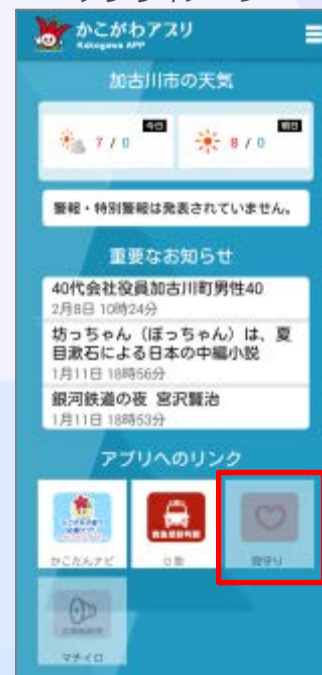 かこがわアプリ
Kakogawa APP
加古川市の天気
今日
7 / 0
明日
8 / 0
警報・特別警報は発表されていません。
重要なお知らせ
40代会社役員加古川町男性40
2月8日 10時24分
坊っちゃん（ぼっちゃん）は、夏
目漱石による日本の中編小説
1月11日 18時56分
銀河鉄道の夜 宮沢賢治
1月11日 18時53分
アプリへのリンク
かこたんナビ
見守り
マチイロ